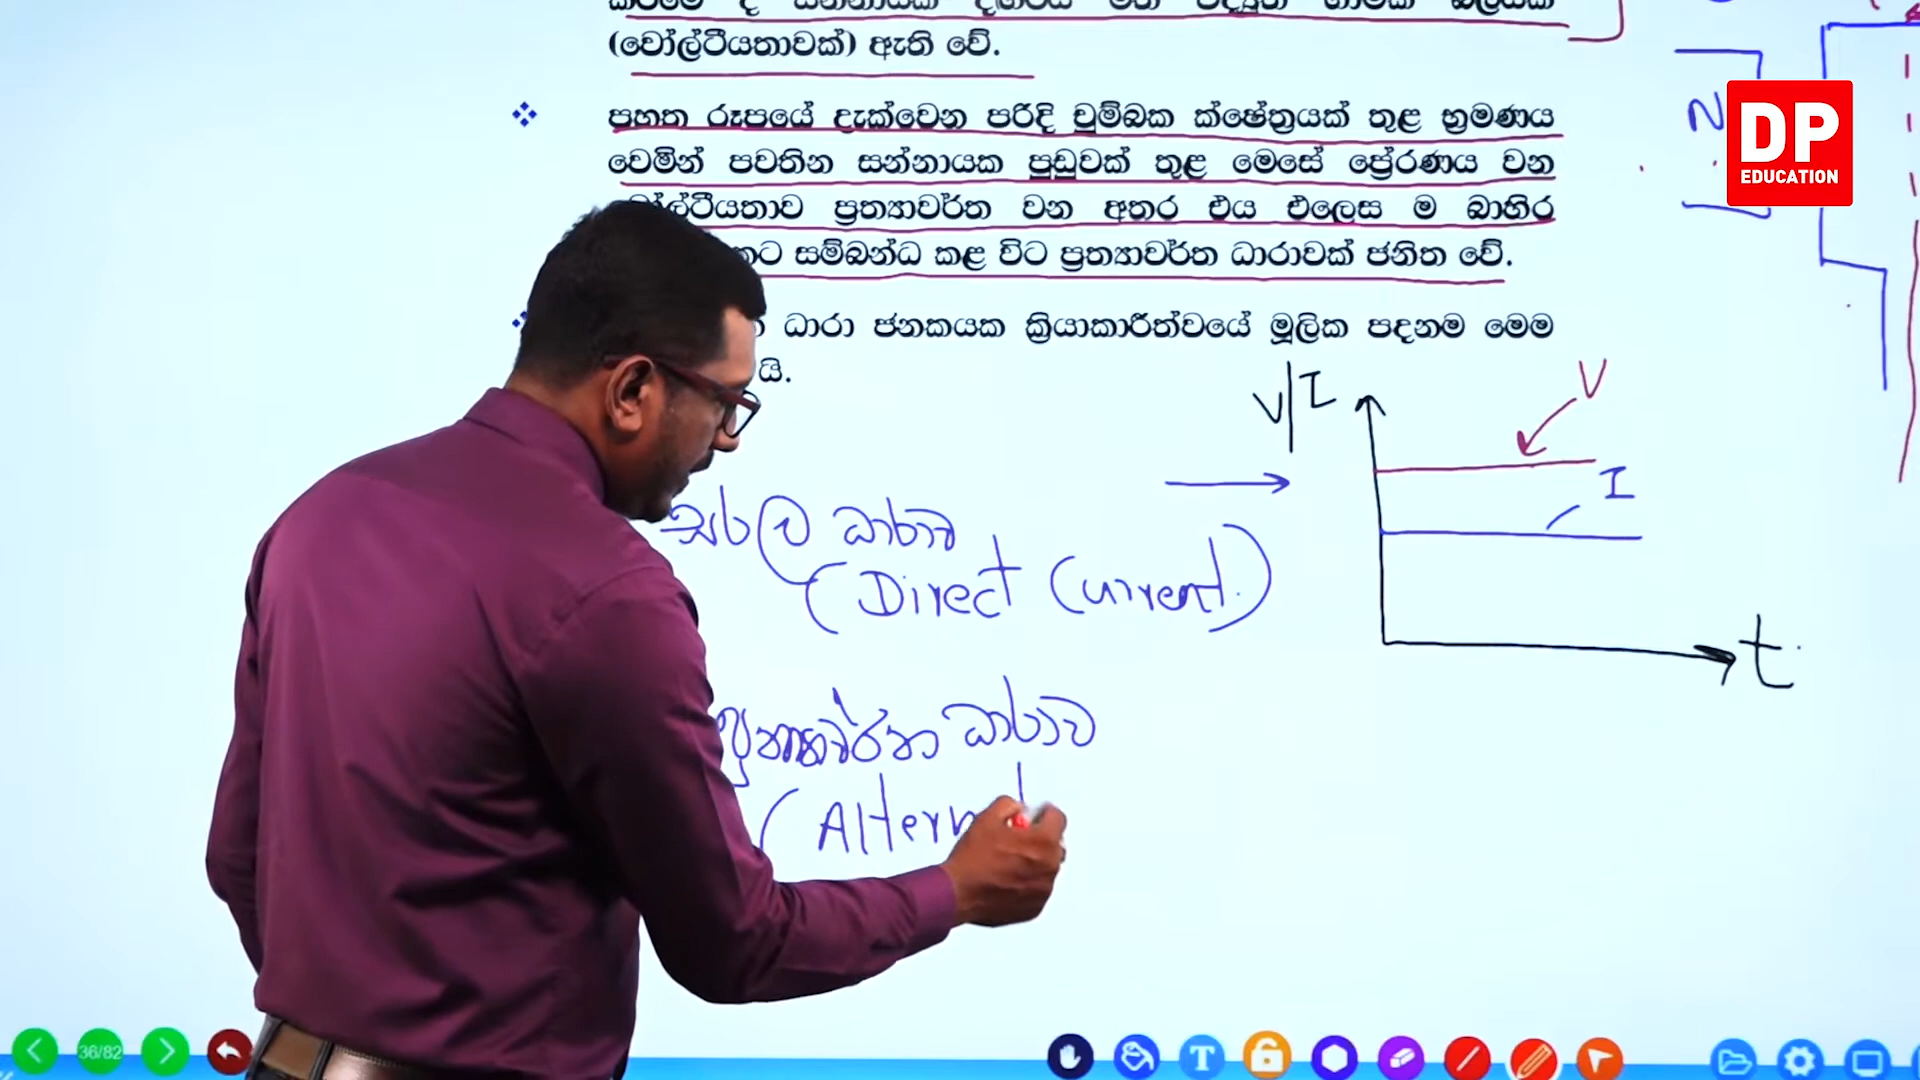 (වෝල්ටීයතාවක්) ඇති වේ.
❖ පහත රූපයේ දැක්වෙන පරිදි චුම්බක ක්ෂේත්‍රයක් තුළ භ්‍රමණය
වෙමින් පවතින සන්නායක පුඩුවක් තුළ මෙසේ ප්‍රේරණය වන
ප්‍රත්‍යාවර්ත වන අතර එය එලෙස ම බාහිර
සම්බන්ධ කළ විට ප්‍රත්‍යාවර්ත ධාරාවක් ජනිත වේ.
ධාරා ජනකයක ක්‍රියාකාරීත්වයේ මූලික පදනම මෙම
යි.
N
DP
EDUCATION
V/I
V
I
t
සරල ධාරාව
(Direct Current.)
ධාරාව
(Altern
36/82
T